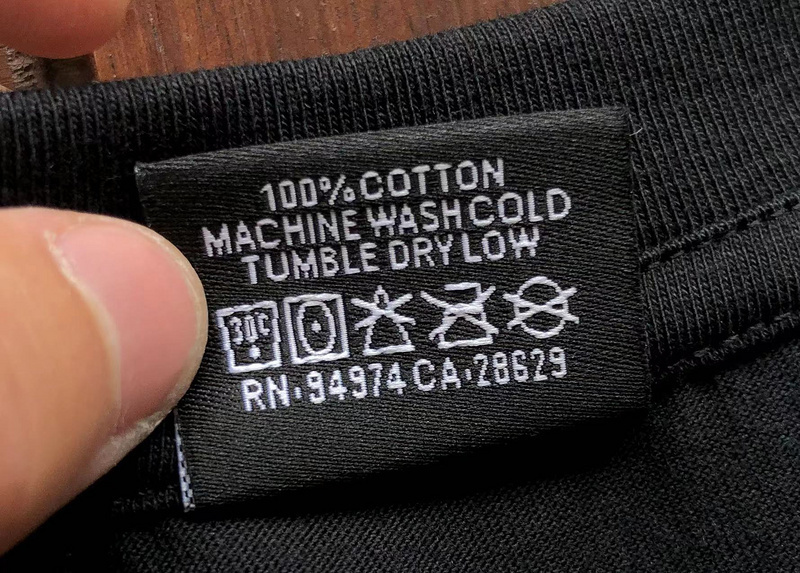 100% COTTON
MACHINE WASH COLD
TUMBLE DRY LOW
30°C
RN·94974 CA·28629